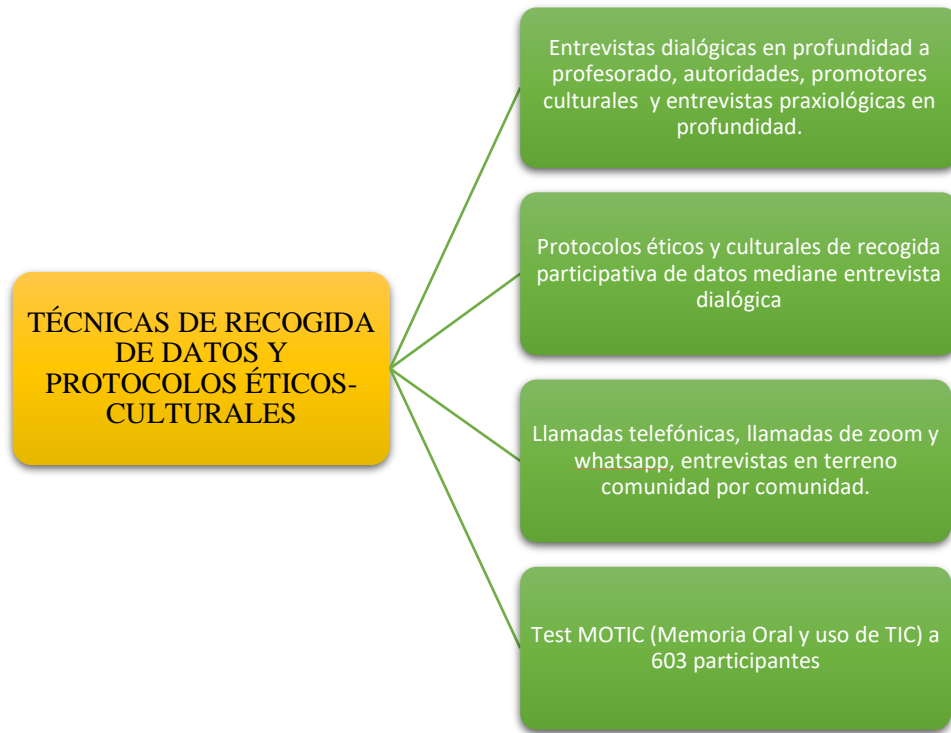 TÉCNICAS DE RECOGIDA
DE DATOS Y
PROTOCOLOS ÉTICOS-
CULTURALES
Entrevistas dialógicas en profundidad a
profesorado, autoridades, promotores
culturales y entrevistas praxiológicas en
profundidad.
Protocolos éticos y culturales de recogida
participativa de datos mediane entrevista
dialógica
Llamadas telefónicas, llamadas de zoom y
whatsapp, entrevistas en terreno
comunidad por comunidad.
Test MOTIC (Memoria Oral y uso de TIC) a
603 participantes